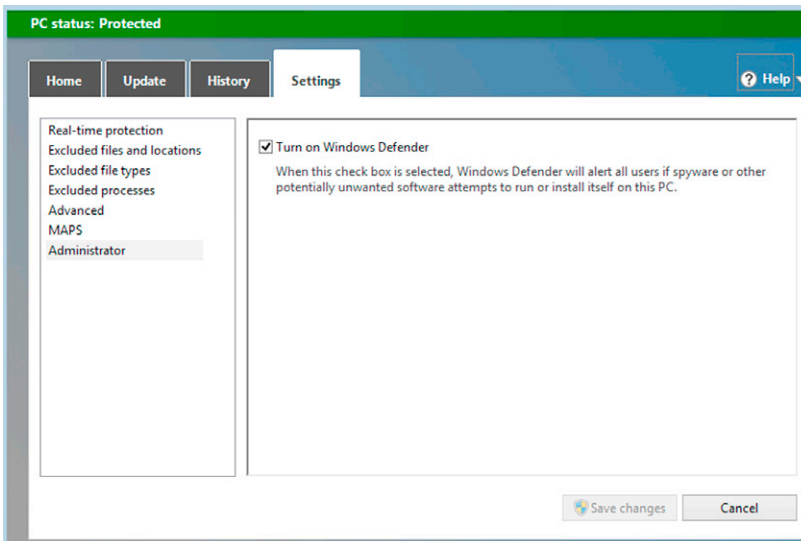 PC status: Protected
Home
Update
History
Settings
Help
Real-time protection
Excluded files and locations
Excluded file types
Excluded processes
Advanced
MAPS
Administrator
Turn on Windows Defender
When this check box is selected, Windows Defender will alert all users if spyware or other
potentially unwanted software attempts to run or install itself on this PC.
Save changes
Cancel